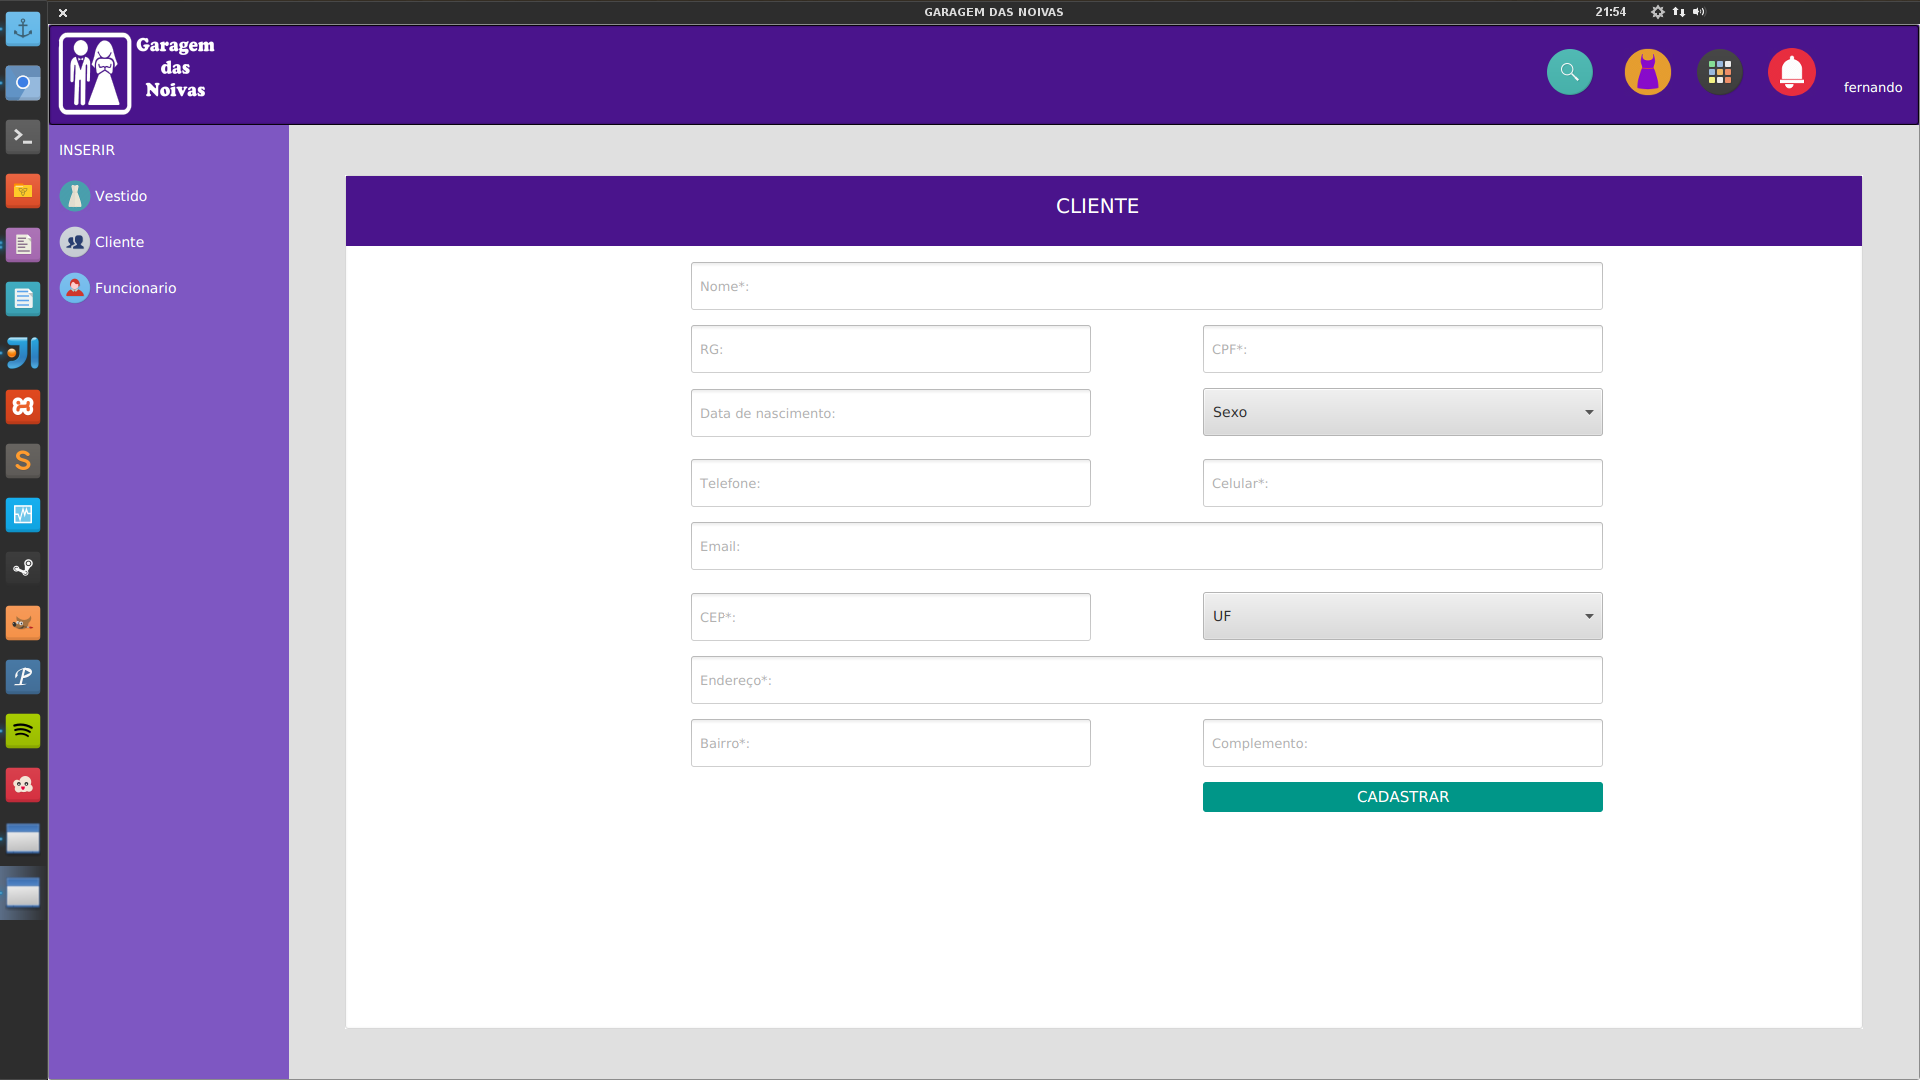 GARAGEM DAS NOIVAS
21:54
Garagem
das
Noivas
fernando
INSERIR
Vestido
Cliente
Funcionario
CLIENTE
Nome*:
RG:
CPF*:
Data de nascimento:
Sexo
Telefone:
Celular*:
Email:
CEP*:
UF
Endereço*:
Bairro*:
Complemento:
CADASTRAR